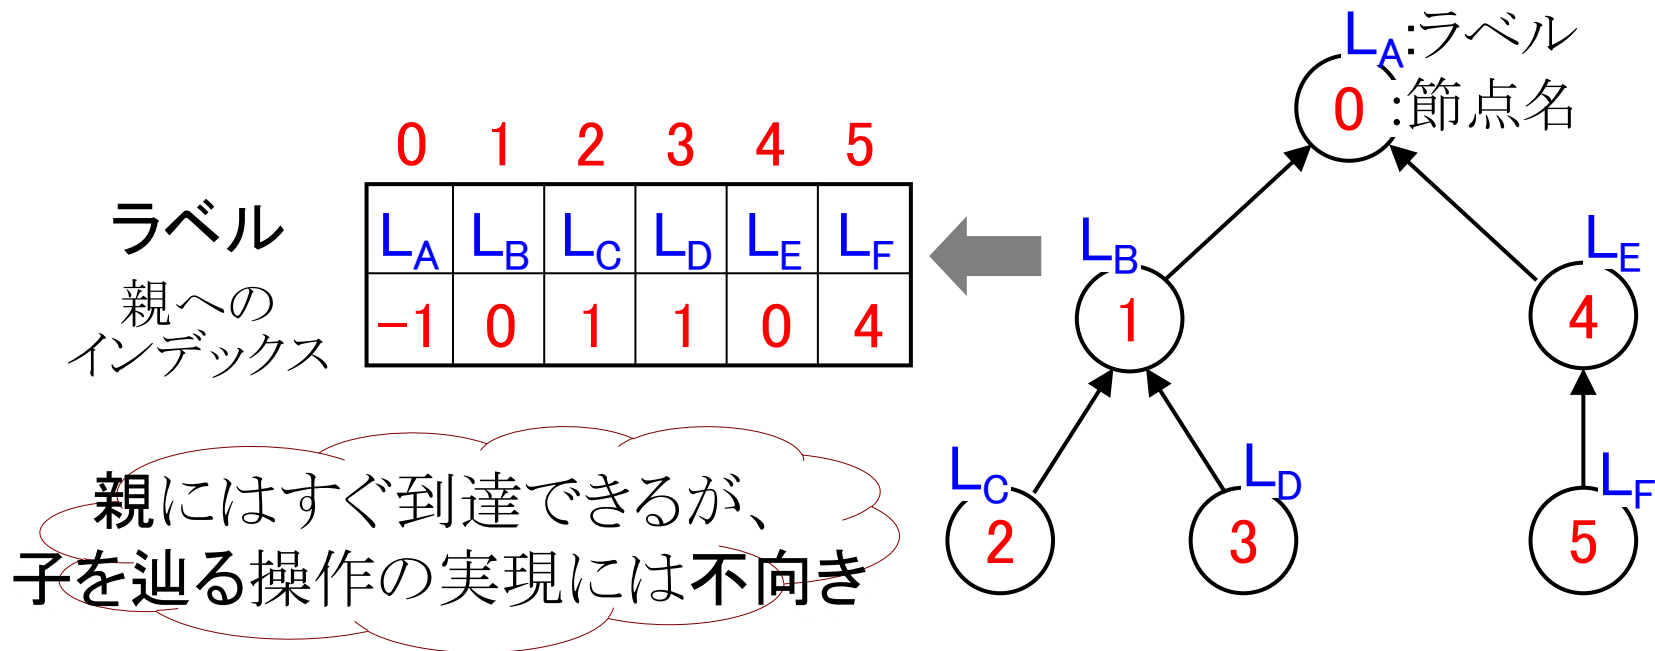 LA:ラベル
0:節点名
0 1 2 3 4 5
ラベル LA LB LC LD LE LF
親への
インデックス
-1 0 1 1 0 4
LB
1
LE
4
LC
2
LD
3
LF
5
親にはすぐ到達できるが、
子を辿る操作の実現には不向き